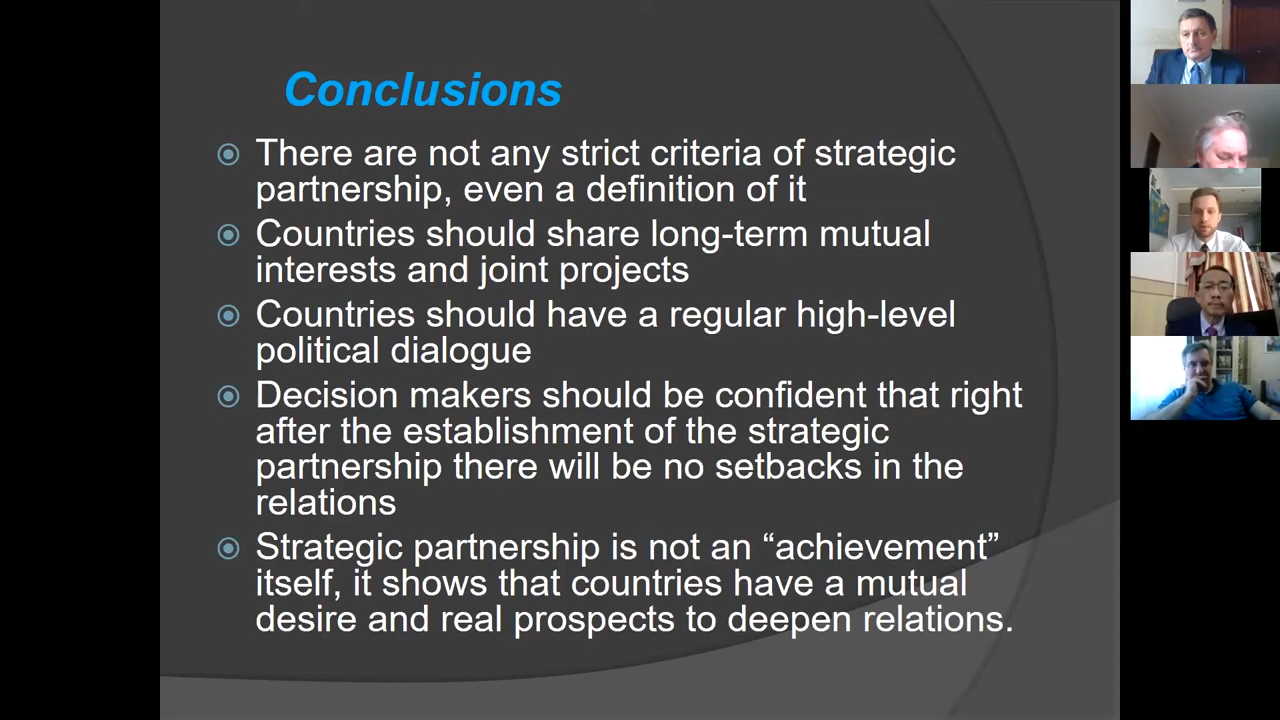 Conclusions
There are not any strict criteria of strategic
partnership, even a definition of it
Countries should share long-term mutual
interests and joint projects
Countries should have a regular high-level
political dialogue
Decision makers should be confident that right
after the establishment of the strategic
partnership there will be no setbacks in the
relations
Strategic partnership is not an “achievement”
itself, it shows that countries have a mutual
desire and real prospects to deepen relations.